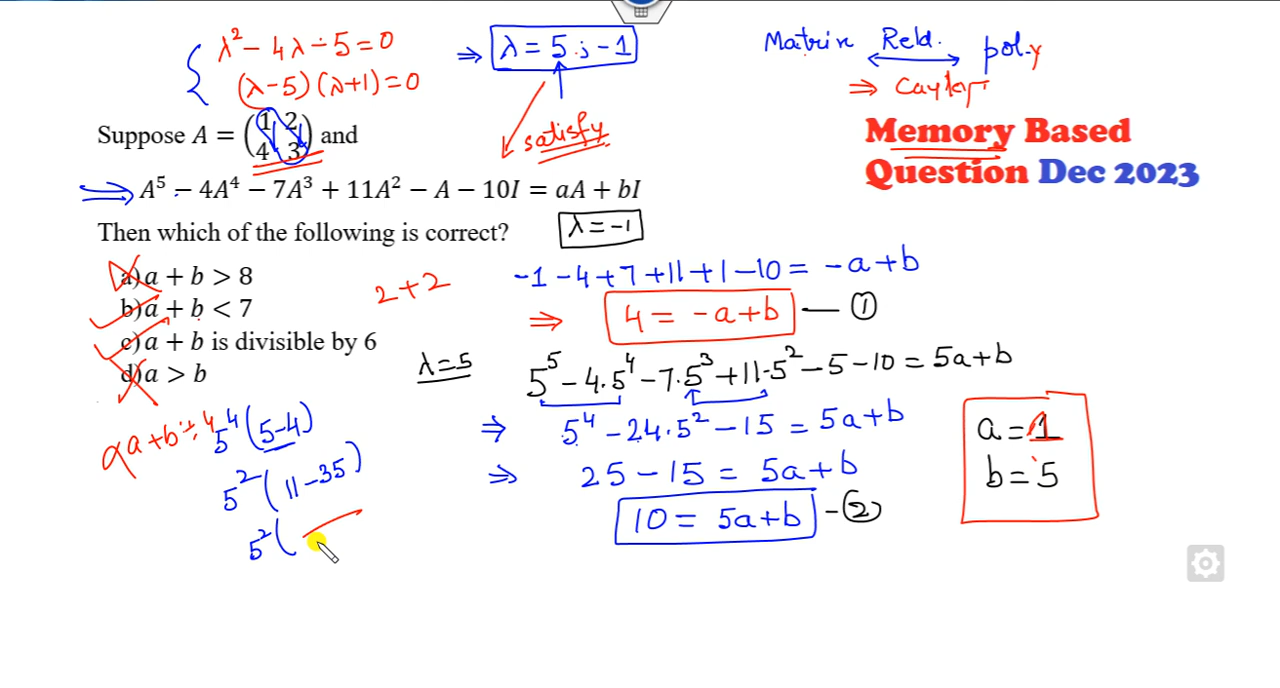 λ² - 4λ - 5 = 0
(λ-5) (λ+1) = 0
⇒ λ = 5 ; -1
satisfy
Matrix Reld. poly
⇒ Cayley
Memory Based
Question Dec 2023
Suppose A = (1 2
4 3) and
A⁵ − 4A⁴ − 7A³ + 11A² − A − 10I = aA + bI
Then which of the following is correct?
λ = -1
a) a + b > 8
b) a + b < 7
c) a + b is divisible by 6
d) a > b
2+2
-1 - 4 + 7 + 11 + 1 - 10 = -a + b
⇒ 4 = -a + b — ①
λ = 5
5⁵ - 4·5⁴ - 7·5³ + 11·5² - 5 - 10 = 5a + b
⇒ 5⁴ - 24·5² - 15 = 5a + b
⇒ 25 - 15 = 5a + b
10 = 5a + b - ②
a = 1
b = 5
5⁴ (5-4)
5² ( 11 - 35 )
5² (